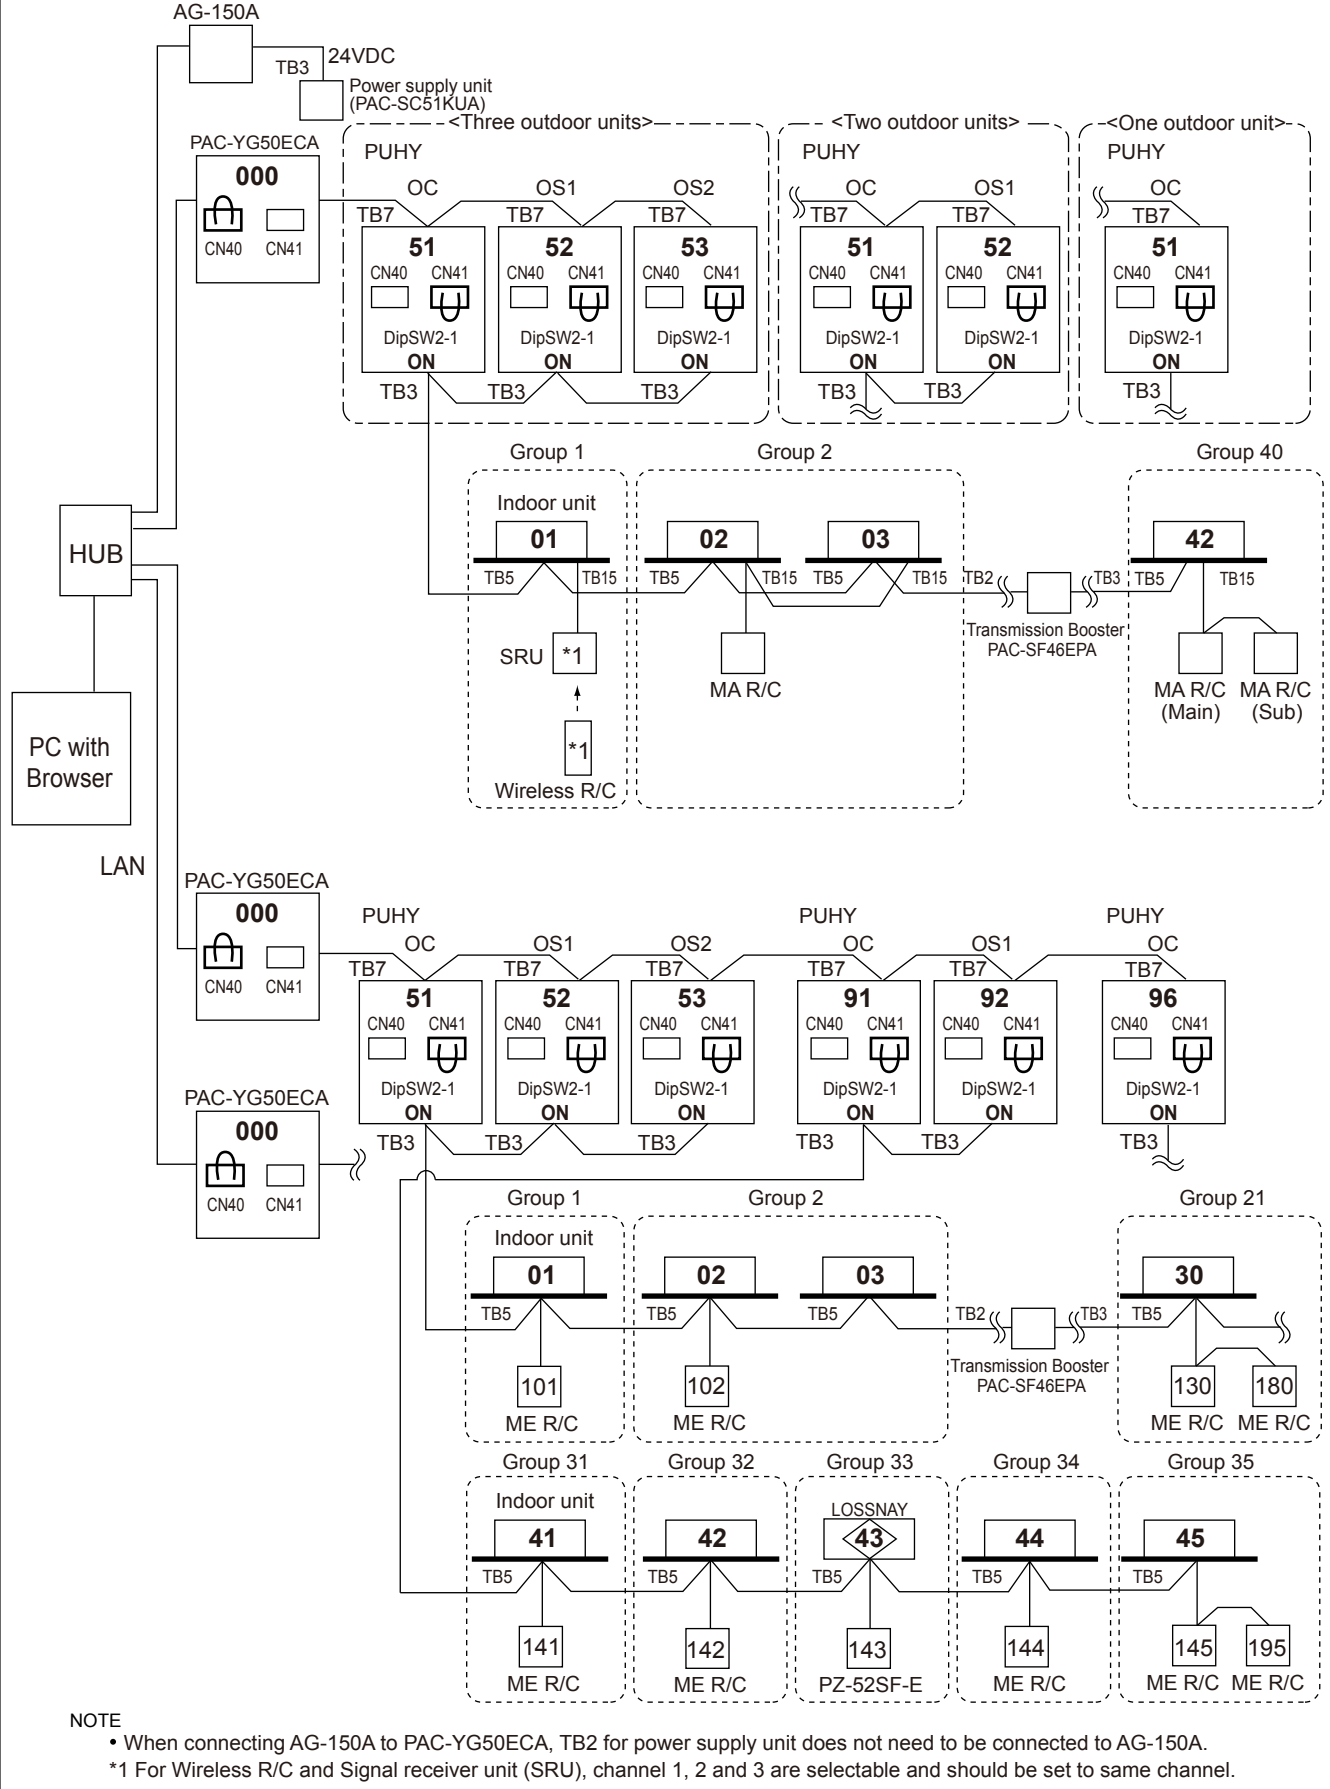 AG-150A
24VDC
TB3
Power supply unit
(PAC-SC51KUA)
PAC-YG50ECA
000
CN40 CN41
<Three outdoor units> <Two outdoor units> <One outdoor unit>
PUHY PUHY PUHY
OC OS1 OS2 OC OS1 OC
TB7 TB7 TB7 TB7 TB7 TB7
51 52 53 51 52 51
CN40 CN41 CN40 CN41 CN40 CN41 CN40 CN41 CN40 CN41 CN40 CN41
DipSW2-1 DipSW2-1 DipSW2-1 DipSW2-1 DipSW2-1 DipSW2-1
ON ON ON ON ON ON
TB3 TB3 TB3 TB3 TB3 TB3
Group 1 Group 2 Group 40
Indoor unit
01 02 03 42
TB5 TB15 TB5 TB15 TB5 TB15 TB2 TB3 TB5 TB15
HUB
Transmission Booster
PAC-SF46EPA
SRU *1
MA R/C
MA R/C
(Main)
MA R/C
(Sub)
*1
Wireless R/C
PC with
Browser
LAN
PAC-YG50ECA
000
CN40 CN41
PUHY PUHY PUHY
OC OS1 OS2 OC OS1 OC
TB7 TB7 TB7 TB7 TB7 TB7
51 52 53 91 92 96
CN40 CN41 CN40 CN41 CN40 CN41 CN40 CN41 CN40 CN41 CN40 CN41
DipSW2-1 DipSW2-1 DipSW2-1 DipSW2-1 DipSW2-1 DipSW2-1
ON ON ON ON ON ON
TB3 TB3 TB3 TB3 TB3 TB3
PAC-YG50ECA
000
CN40 CN41
Group 1 Group 2 Group 21
Indoor unit
01 02 03 30
TB5 TB5 TB5 TB2 TB3 TB5
Transmission Booster
PAC-SF46EPA
101 102 130 180
ME R/C ME R/C ME R/C ME R/C
Group 31 Group 32 Group 33 Group 34 Group 35
Indoor unit
LOSSNAY
41 42 43 44 45
TB5 TB5 TB5 TB5 TB5
141 142 143 144 145 195
ME R/C ME R/C PZ-52SF-E ME R/C ME R/C ME R/C
NOTE
• When connecting AG-150A to PAC-YG50ECA, TB2 for power supply unit does not need to be connected to AG-150A.
*1 For Wireless R/C and Signal receiver unit (SRU), channel 1, 2 and 3 are selectable and should be set to same channel.